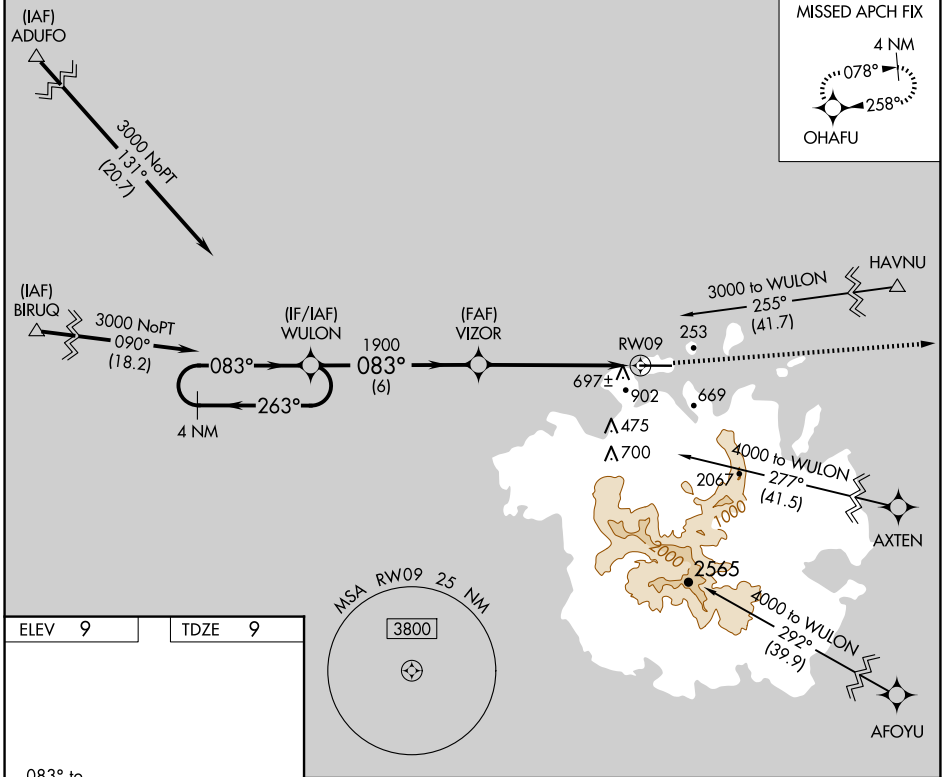 (IAF)
ADUFO
3000 NoPT
131°
(20.7)
MISSED APCH FIX
4 NM
078°
258°
OHAFU
(IAF)
BIRUQ
3000 NoPT
090°
(18.2)
(IF/IAF)
WULON
083°
263°
4 NM
1900
083°
(6)
(FAF)
VIZOR
RW09
HAVNU
3000 to WULON
255°
(41.7)
253
697±
902
669
475
700
4000 to WULON
277°
(41.5)
AXTEN
2067
1000
2000
2565
4000 to WULON
292°
(39.9)
AFOYU
MSA RW09 25 NM
3800
ELEV 9
TDZE 9
083° to